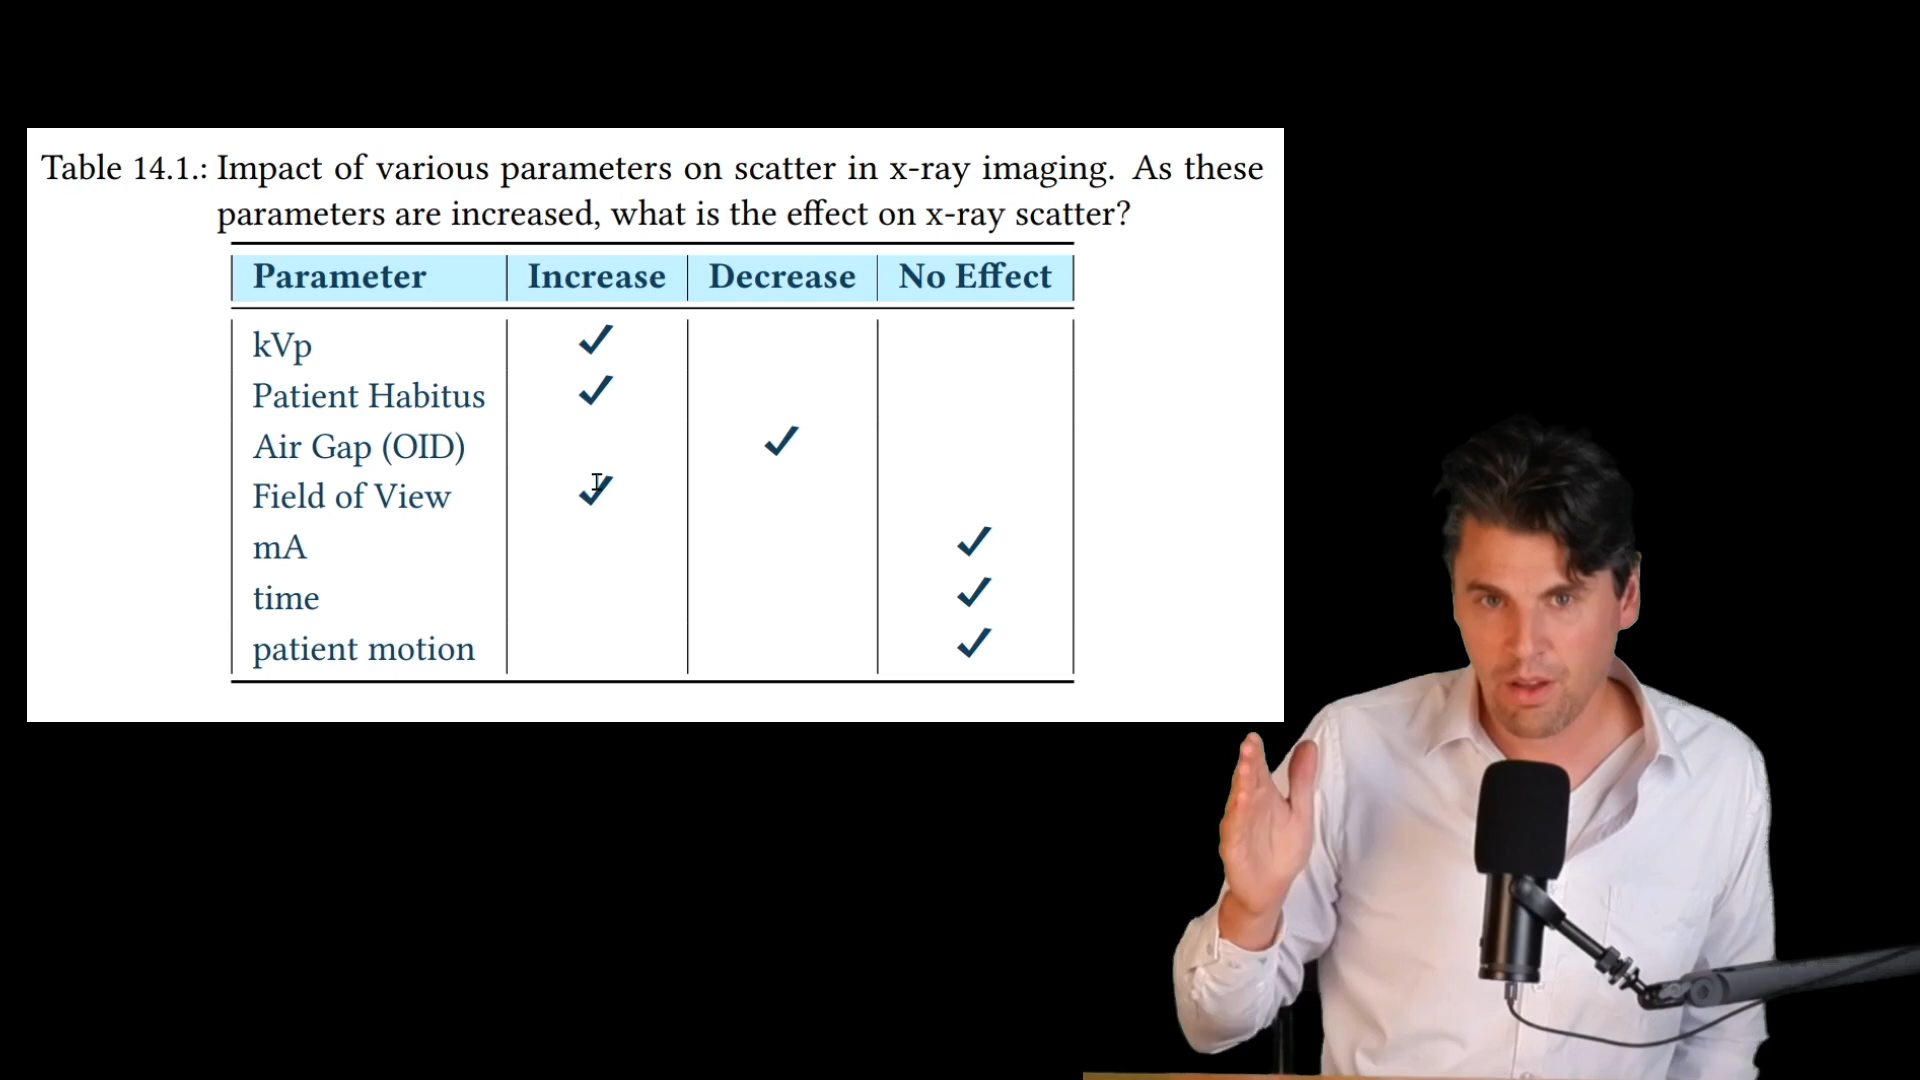 Table 14.1.: Impact of various parameters on scatter in x-ray imaging. As these
parameters are increased, what is the effect on x-ray scatter?
Parameter Increase Decrease No Effect
kVp ✓
Patient Habitus ✓
Air Gap (OID) ✓
Field of View ✓
mA ✓
time ✓
patient motion ✓